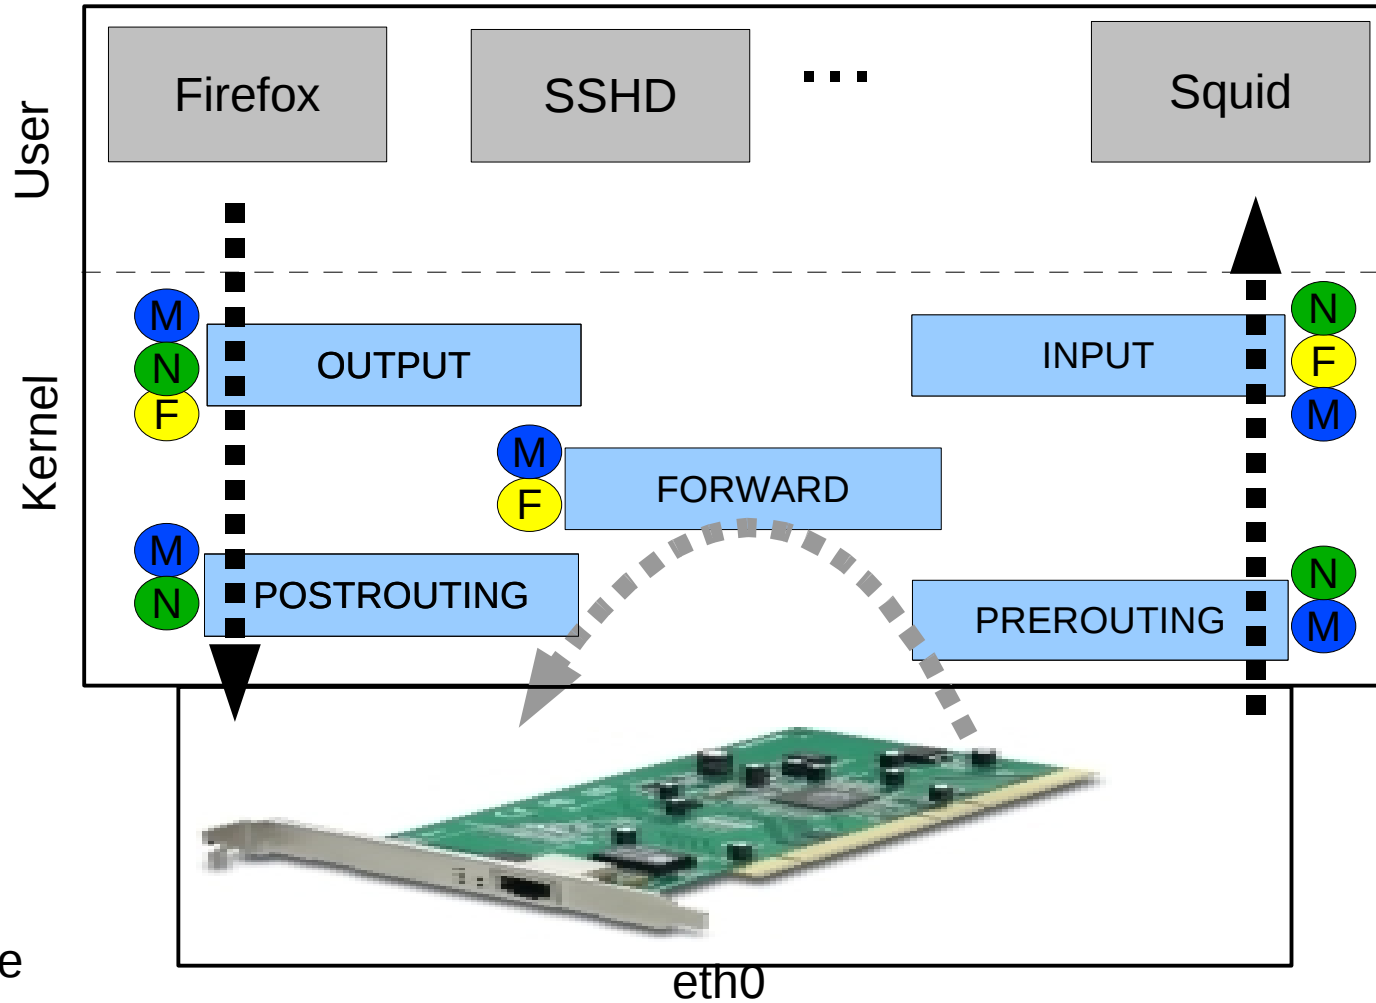 User
Firefox
SSHD
...
Squid
Kernel
M
N
F
OUTPUT
INPUT
N
F
M
M
F
FORWARD
M
N
POSTROUTING
PREROUTING
N
M
e
eth0